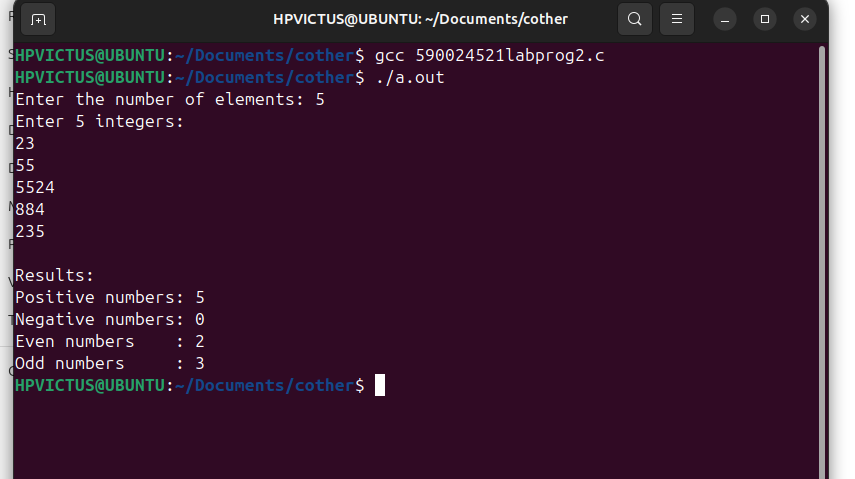 HPVICTUS@UBUNTU: ~/Documents/cother
HPVICTUS@UBUNTU:~/Documents/cother$ gcc 590024521labprog2.c
HPVICTUS@UBUNTU:~/Documents/cother$ ./a.out
Enter the number of elements: 5
Enter 5 integers:
23
55
5524
884
235
Results:
Positive numbers: 5
Negative numbers: 0
Even numbers    : 2
Odd numbers     : 3
HPVICTUS@UBUNTU:~/Documents/cother$